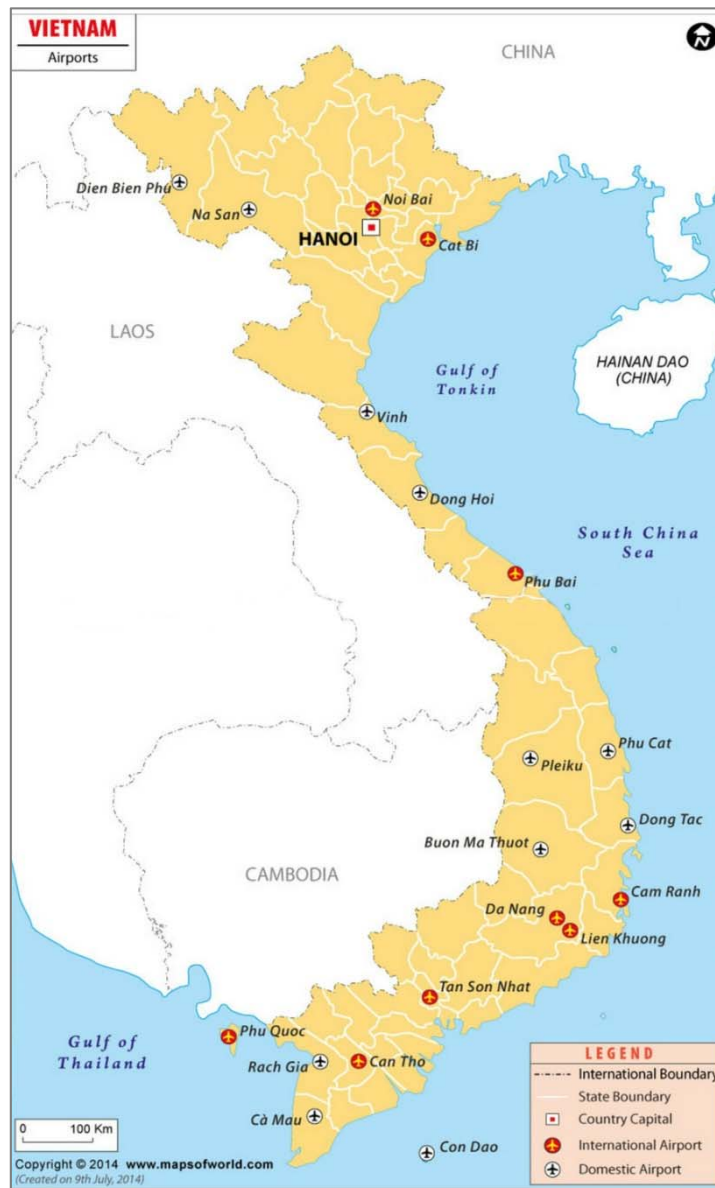 VIETNAM
Airports
N
CHINA
Dien Bien Phu
Na San
Noi Bai
HANOI
Cat Bi
LAOS
Gulf of
Tonkin
HAINAN DAO
(CHINA)
Vinh
Dong Hoi
South China
Sea
Phu Bai
Phu Cat
Pleiku
Dong Tac
Buon Ma Thuot
CAMBODIA
Cam Ranh
Da Nang
Lien Khuong
Tan Son Nhat
Gulf of
Thailand
Phu Quoc
Rach Gia
Can Tho
Cà Mau
Con Dao
LEGEND
International Boundary
State Boundary
Country Capital
International Airport
Domestic Airport
0 100 Km
Copyright © 2014 www.mapsofworld.com
(Created on 9th July, 2014)